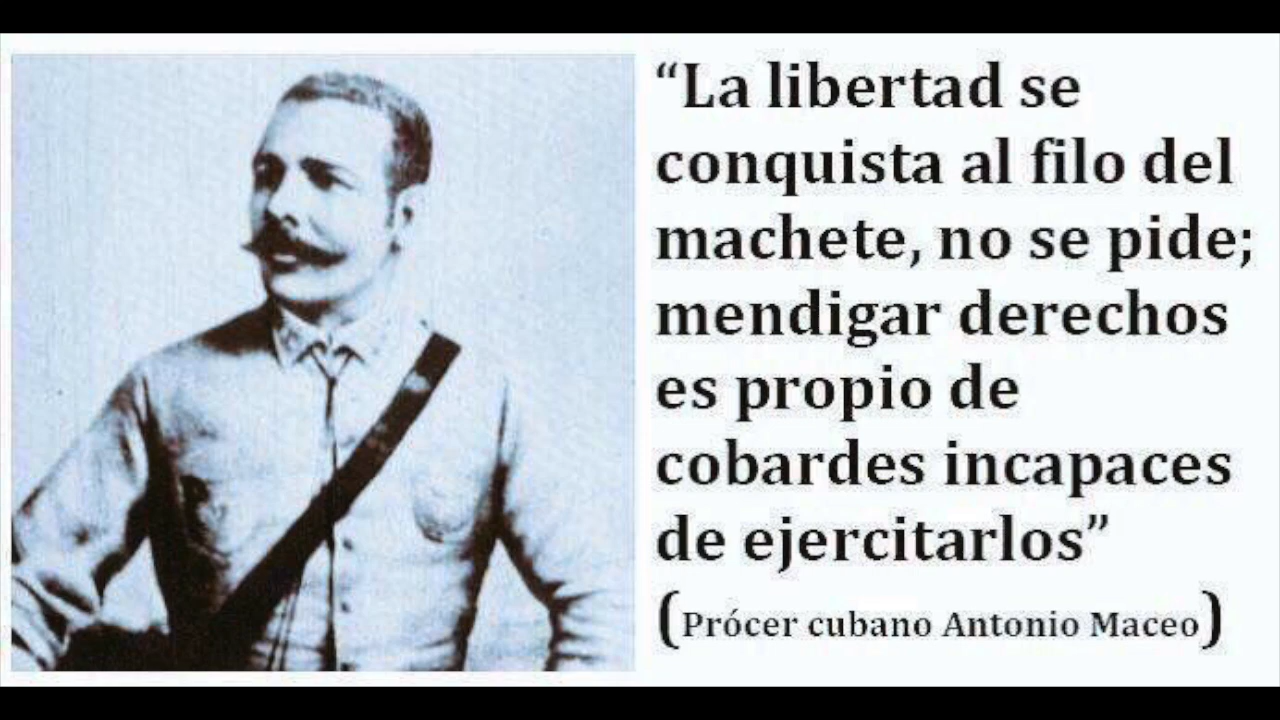 “La libertad se
conquista al filo del
machete, no se pide;
mendigar derechos
es propio de
cobardes incapaces
de ejercitarlos”
(Prócer cubano Antonio Maceo)